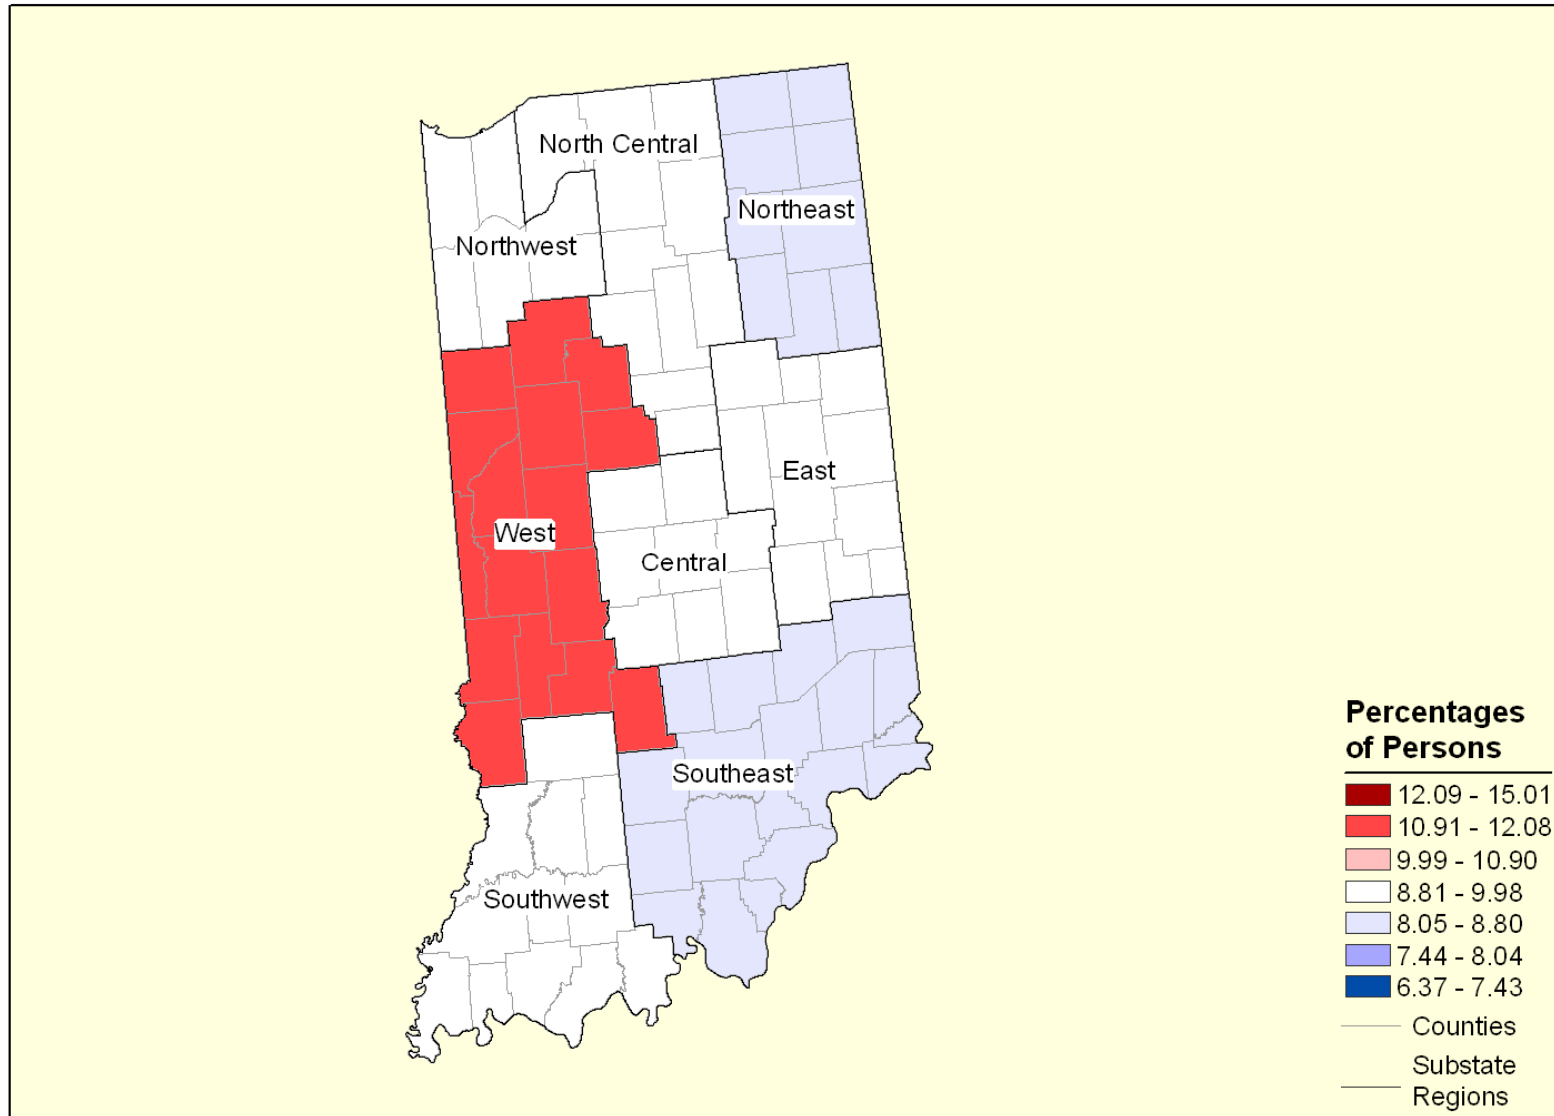 North Central
Northeast
Northwest
East
West
Central
Southeast
Southwest
Percentages
of Persons
12.09 - 15.01
10.91 - 12.08
9.99 - 10.90
8.81 - 9.98
8.05 - 8.80
7.44 - 8.04
6.37 - 7.43
Counties
Substate
Regions